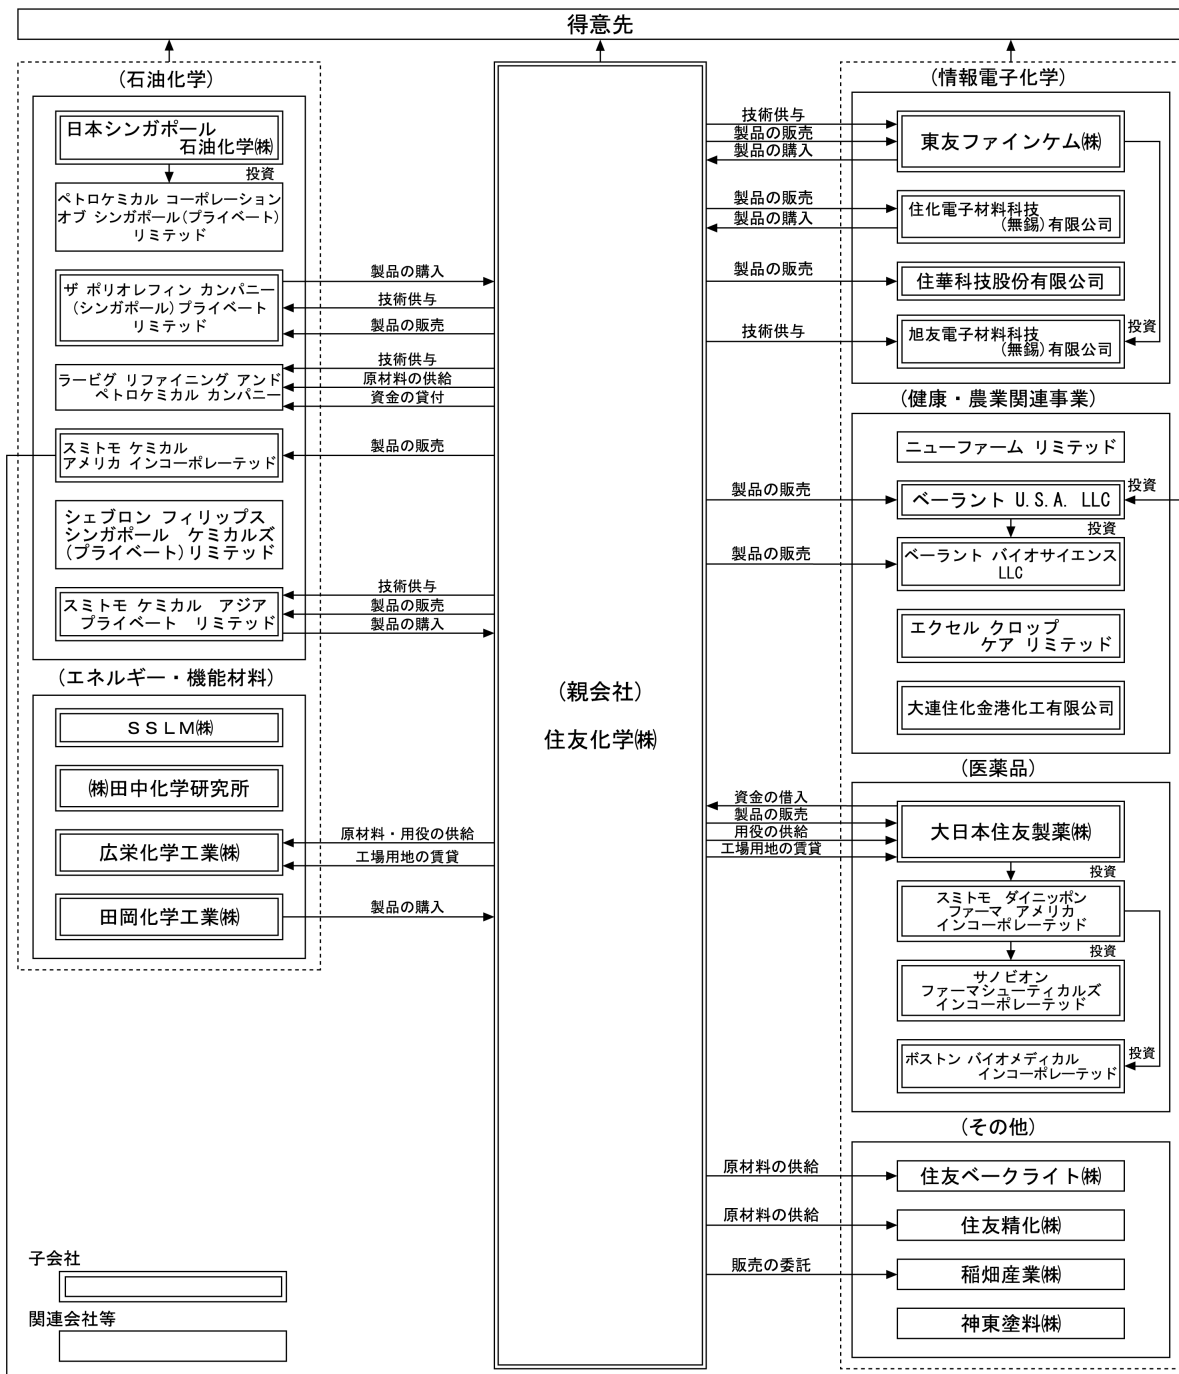 得意先
(石油化学)
日本シンガポール
石油化学㈱
投資
ペトロケミカル コーポレーション
オブ シンガポール(プライベート)
リミテッド
ザ ポリオレフィン カンパニー
(シンガポール)プライベート
リミテッド
製品の購入
技術供与
製品の販売
ラービグ リファイニング アンド
ペトロケミカル カンパニー
技術供与
原材料の供給
資金の貸付
スミトモ ケミカル
アメリカ インコーポレーテッド
製品の販売
シェブロン フィリップス
シンガポール ケミカルズ
(プライベート)リミテッド
スミトモ ケミカル アジア
プライベート リミテッド
技術供与
製品の販売
製品の購入
(エネルギー・機能材料)
ＳＳＬＭ㈱
㈱田中化学研究所
広栄化学工業㈱
原材料・用役の供給
工場用地の賃貸
田岡化学工業㈱
製品の購入
子会社
関連会社等
(親会社)
住友化学㈱
(情報電子化学)
技術供与
製品の販売
製品の購入
東友ファインケム㈱
製品の販売
製品の購入
住化電子材料科技
(無錫)有限公司
製品の販売
住華科技股份有限公司
技術供与
旭友電子材料科技
(無錫)有限公司
投資
(健康・農業関連事業)
ニューファーム リミテッド
製品の販売
ベーラント U.S.A. LLC
投資
投資
製品の販売
ベーラント バイオサイエンス
LLC
エクセル クロップ
ケア リミテッド
大連住化金港化工有限公司
(医薬品)
資金の借入
製品の販売
用役の供給
工場用地の賃貸
大日本住友製薬㈱
投資
スミトモ ダイニッポン
ファーマ アメリカ
インコーポレーテッド
投資
サノビオン
ファーマシューティカルズ
インコーポレーテッド
ボストン バイオメディカル
インコーポレーテッド
投資
(その他)
原材料の供給
住友ベークライト㈱
原材料の供給
住友精化㈱
販売の委託
稲畑産業㈱
神東塗料㈱